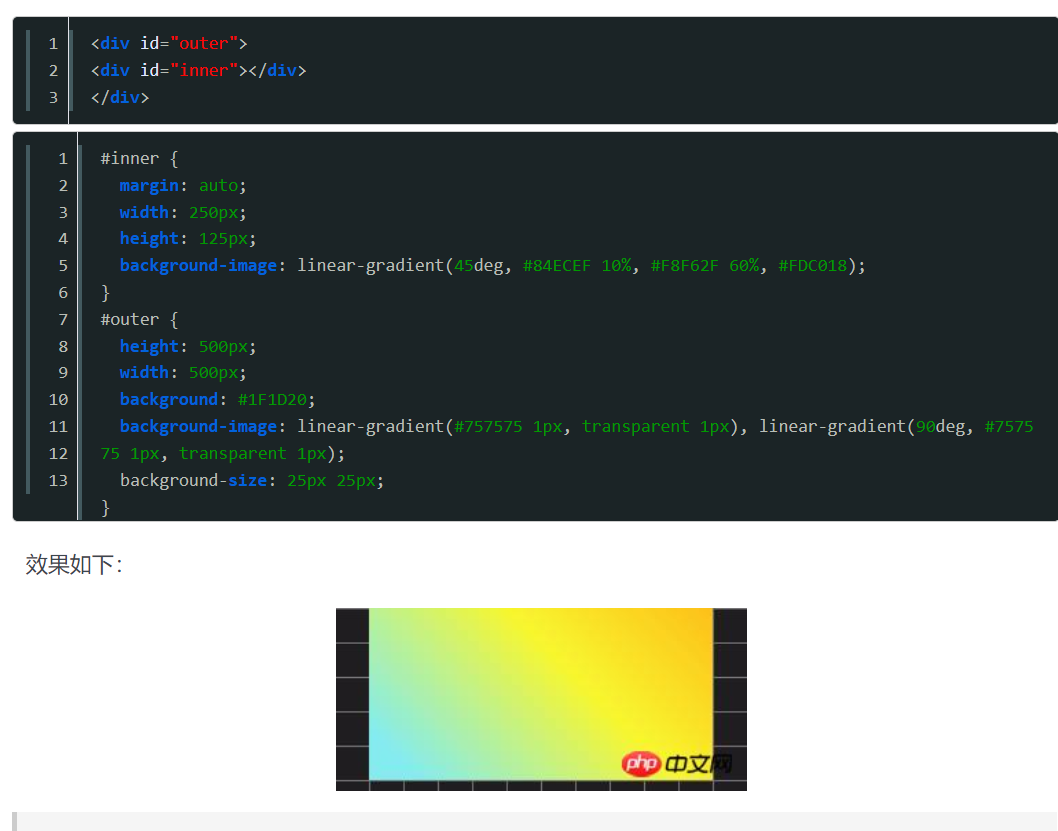 1 <div id="outer">
2 <div id="inner"></div>
3 </div>
1 #inner {
2 margin: auto;
3 width: 250px;
4 height: 125px;
5 background-image: linear-gradient(45deg, #84ECEF 10%, #F8F62F 60%, #FDC018);
6 }
7 #outer {
8 height: 500px;
9 width: 500px;
10 background: #1F1D20;
11 background-image: linear-gradient(#757575 1px, transparent 1px), linear-gradient(90deg, #7575
12 75 1px, transparent 1px);
13 background-size: 25px 25px;
}
效果如下：
php 中文网